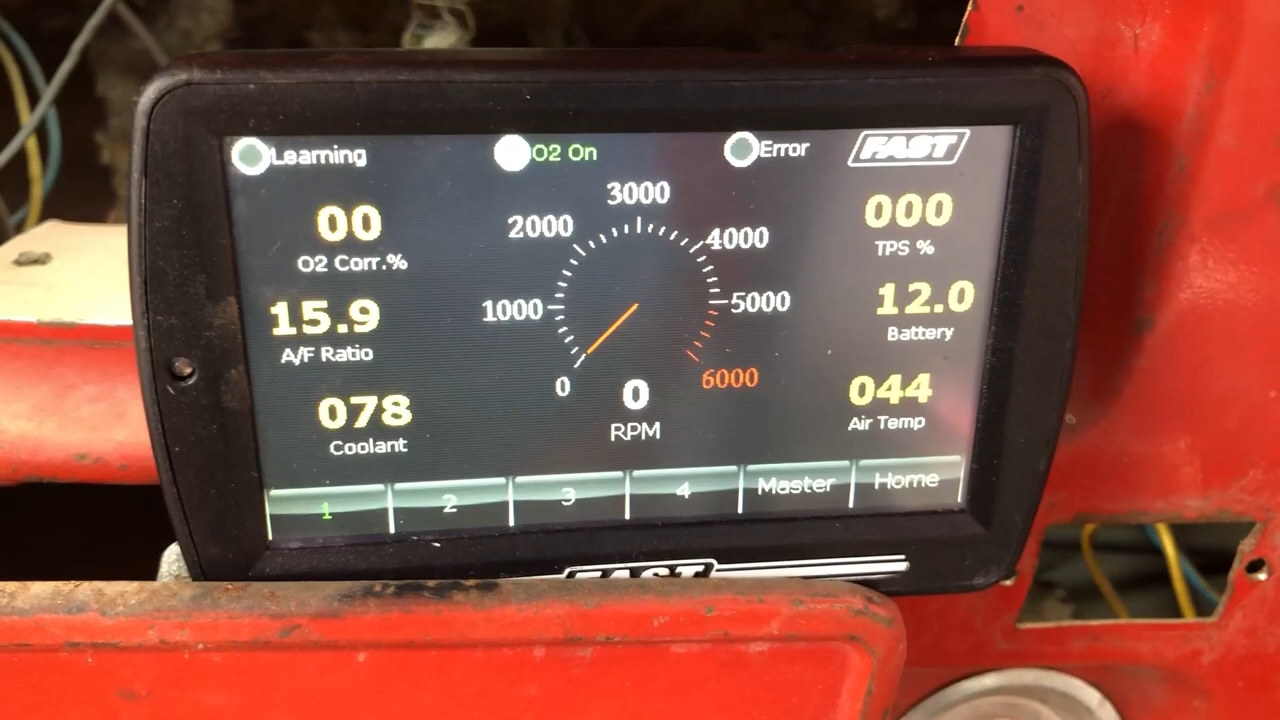 Learning
O2 On
Error
FAST
00
O2 Corr.%
15.9
A/F Ratio
078
Coolant
0
1000
2000
3000
4000
5000
6000
0
RPM
000
TPS %
12.0
Battery
044
Air Temp
1
2
3
4
Master
Home
FAST